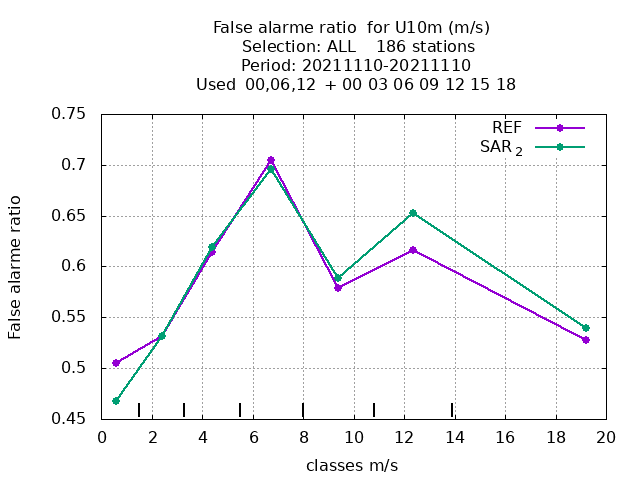 False alarme ratio  for U10m (m/s)
Selection: ALL    186 stations
Period: 20211110-20211110
Used  00,06,12  + 00 03 06 09 12 15 18
REF
SAR 2
False alarme ratio
0.75
0.7
0.65
0.6
0.55
0.5
0.45
0 2 4 6 8 10 12 14 16 18 20
classes m/s